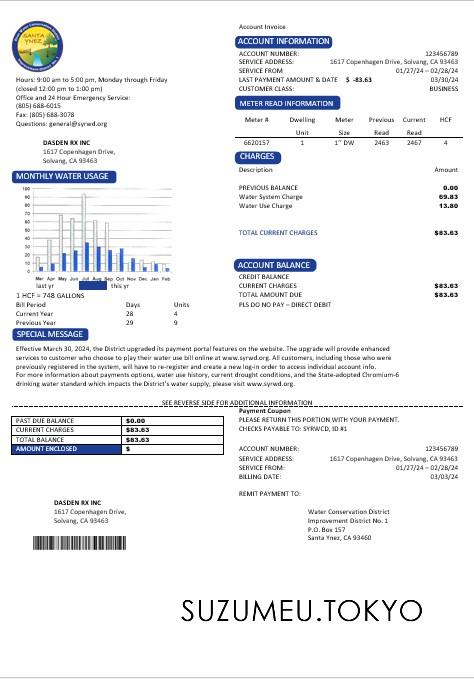 SANTA YNEZ
Hours: 9:00 am to 5:00 pm, Monday through Friday
(closed 12:00 pm to 1:00 pm)
Office and 24 Hour Emergency Service:
(805) 688-6015
Fax: (805) 688-3078
Questions: general@syrwd.org
DASDEN RX INC
1617 Copenhagen Drive,
Solvang, CA 93463
MONTHLY WATER USAGE
100
90
80
70
60
50
40
30
20
10
0
Mar Apr May Jun Jul Aug Sep Oct Nov Dec Jan Feb
last yr this yr
1 HCF = 748 GALLONS
Bill Period Days Units
Current Year 28 4
Previous Year 29 9
Account Invoice
ACCOUNT INFORMATION
ACCOUNT NUMBER: 123456789
SERVICE ADDRESS: 1617 Copenhagen Drive, Solvang, CA 93463
SERVICE FROM 01/27/24 – 02/28/24
LAST PAYMENT AMOUNT & DATE $ -83.63 03/30/24
CUSTOMER CLASS: BUSINESS
METER READ INFORMATION
Meter # Dwelling Meter Previous Current HCF
Unit Size Read Read
6620157 1 1" DW 2463 2467 4
CHARGES
Description Amount
PREVIOUS BALANCE 0.00
Water System Charge 69.83
Water Use Charge 13.80
TOTAL CURRENT CHARGES $83.63
ACCOUNT BALANCE
CREDIT BALANCE
CURRENT CHARGES $83.63
TOTAL AMOUNT DUE $83.63
PLS DO NO PAY – DIRECT DEBIT
SPECIAL MESSAGE
Effective March 30, 2024, the District upgraded its payment portal features on the website. The upgrade will provide enhanced
services to customer who choose to play their water use bill online at www.syrwd.org. All customers, including those who were
previously registered in the system, will have to re-register and create a new log-in order to access individual account info.
For more information about payments options, water use history, current drought conditions, and the State-adopted Chromium-6
drinking water standard which impacts the District's water supply, please visit www.syrwd.org.
SEE REVERSE SIDE FOR ADDITIONAL INFORMATION
PAST DUE BALANCE $0.00
CURRENT CHARGES $83.63
TOTAL BALANCE $83.63
AMOUNT ENCLOSED $
DASDEN RX INC
1617 Copenhagen Drive,
Solvang, CA 93463
Payment Coupon
PLEASE RETURN THIS PORTION WITH YOUR PAYMENT.
CHECKS PAYABLE TO: SYRWCD, ID #1
ACCOUNT NUMBER: 123456789
SERVICE ADDRESS: 1617 Copenhagen Drive, Solvang, CA 93463
SERVICE FROM: 01/27/24 – 02/28/24
BILLING DATE: 03/03/24
REMIT PAYMENT TO:
Water Conservation District
Improvement District No. 1
P.O. Box 157
Santa Ynez, CA 93460
SUZUMEU.TOKYO